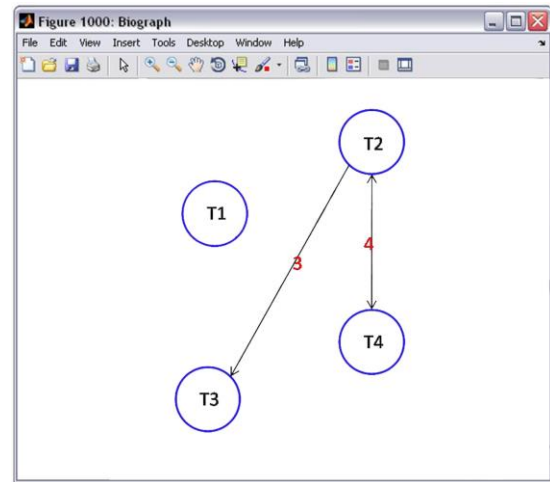 Figure 1000: Biograph
File Edit View Insert Tools Desktop Window Help
T2
T1
4
3
T4
T3